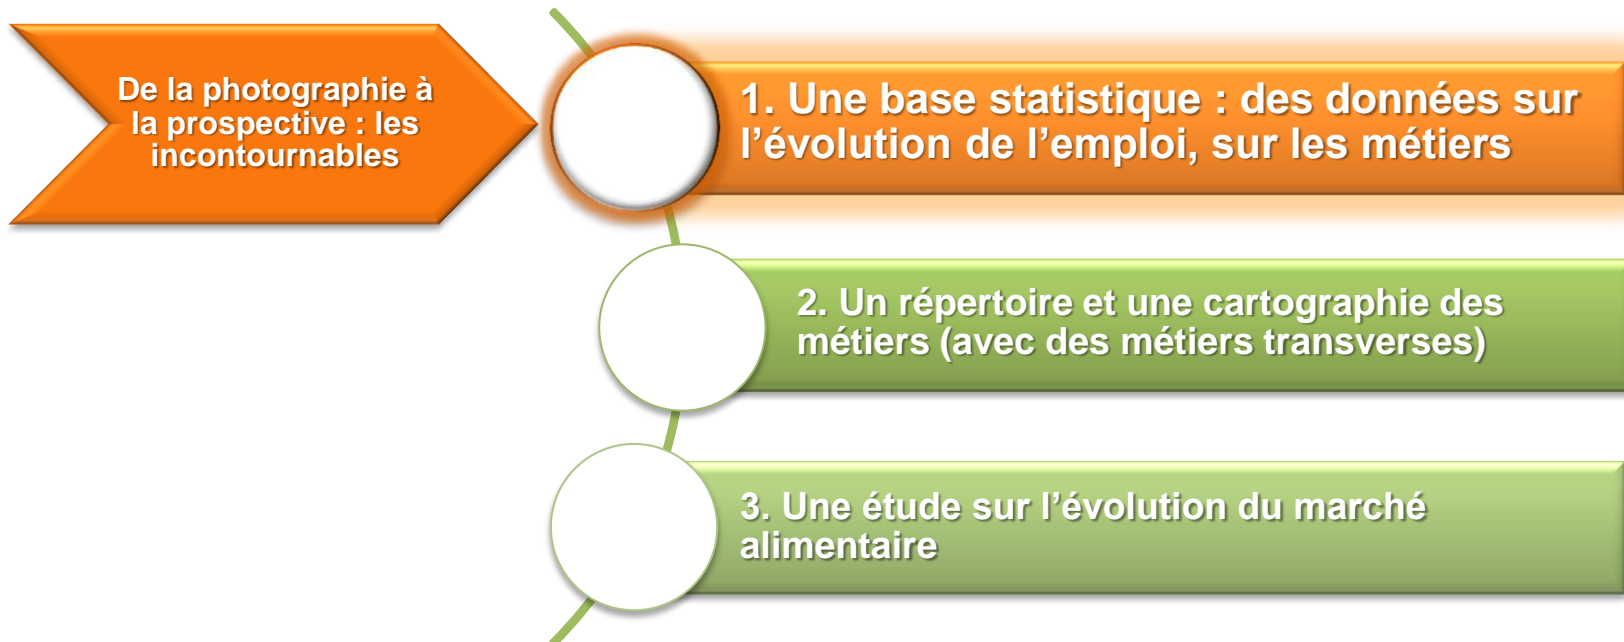 De la photographie à
la prospective : les
incontournables
1. Une base statistique : des données sur
l’évolution de l’emploi, sur les métiers
2. Un répertoire et une cartographie des
métiers (avec des métiers transverses)
3. Une étude sur l’évolution du marché
alimentaire